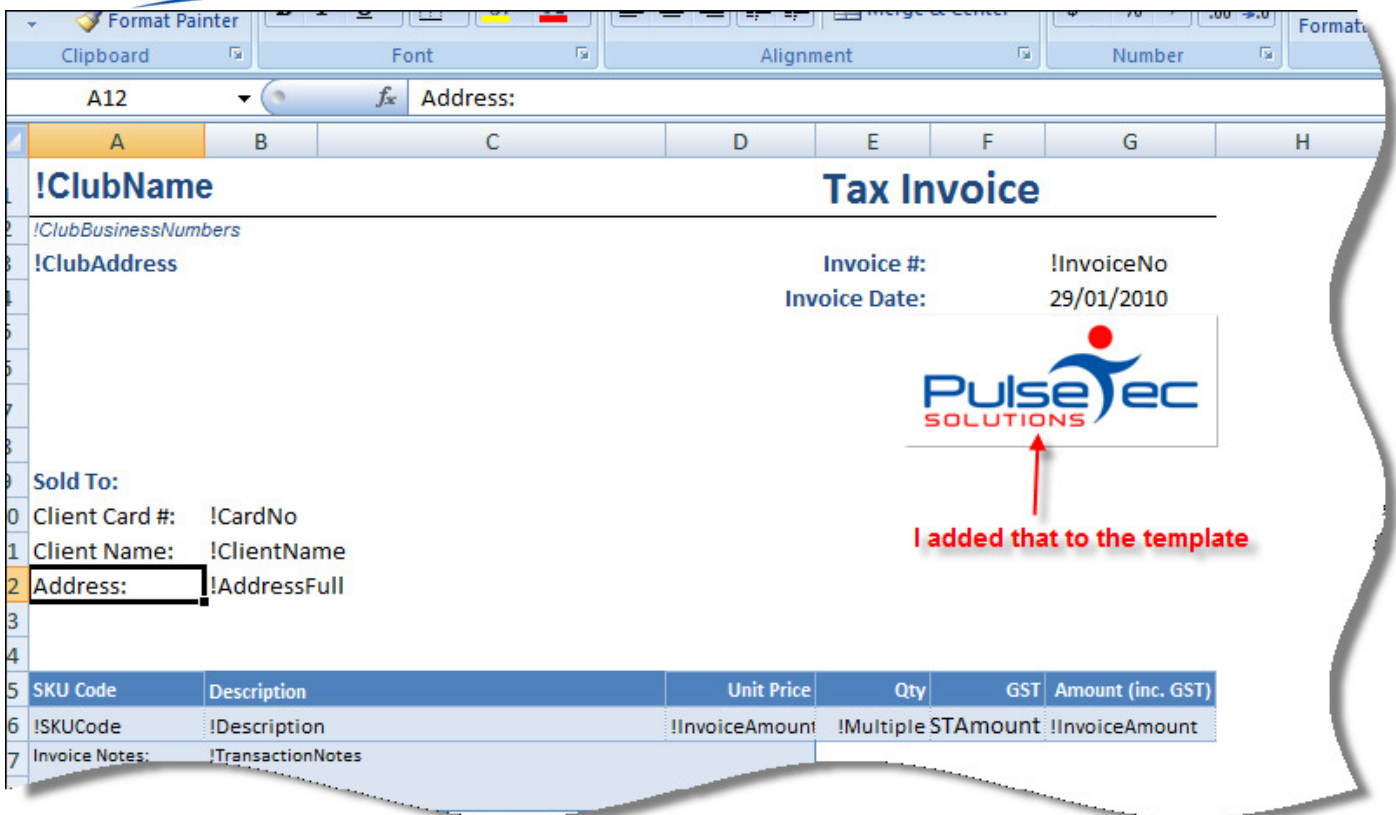 Format Painter
Format
Clipboard Font Alignment Number
A12 fx Address:
A B C D E F G H
!ClubName Tax Invoice
!ClubBusinessNumbers
!ClubAddress Invoice #: !InvoiceNo
Invoice Date: 29/01/2010
PulseTec
SOLUTIONS
Sold To:
Client Card #: !CardNo
I added that to the template
Client Name: !ClientName
Address: !AddressFull
SKU Code Description Unit Price Qty GST Amount (inc. GST)
!SKUCode !Description !InvoiceAmount !Multiple STAmount !InvoiceAmount
Invoice Notes: !TransactionNotes